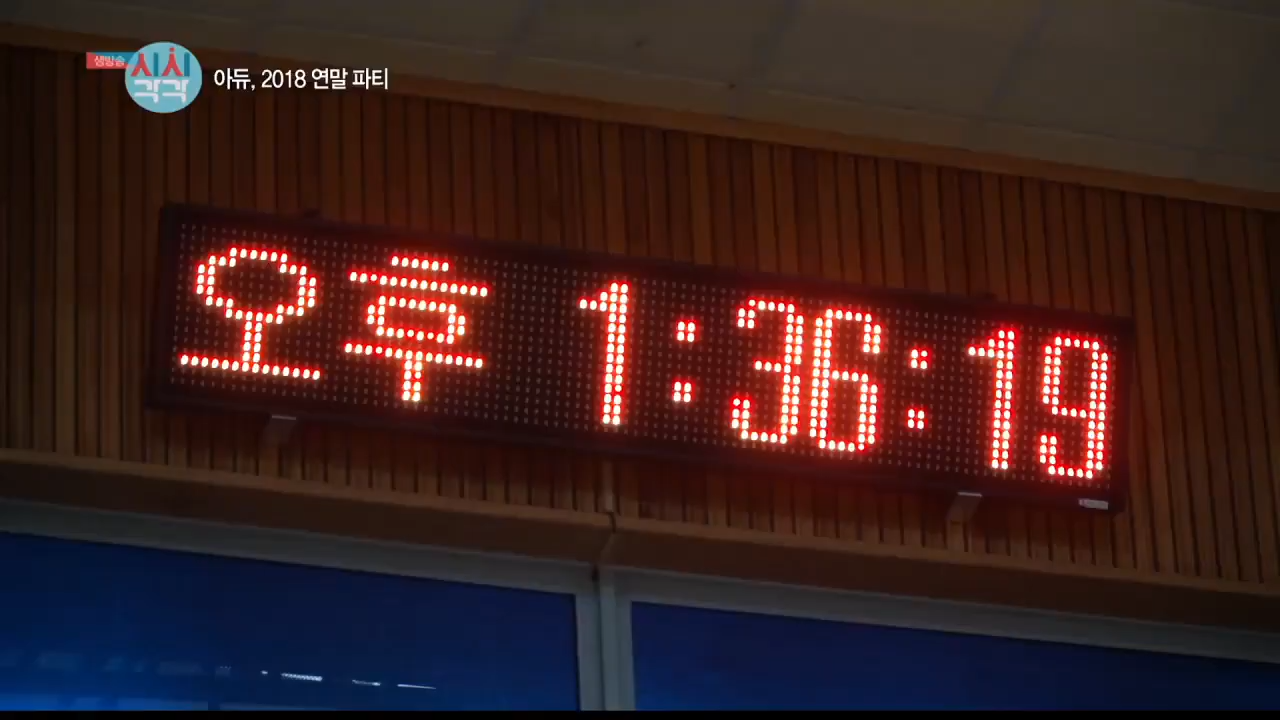 생방송
시시각각
아듀, 2018 연말 파티
오후 1:36:19